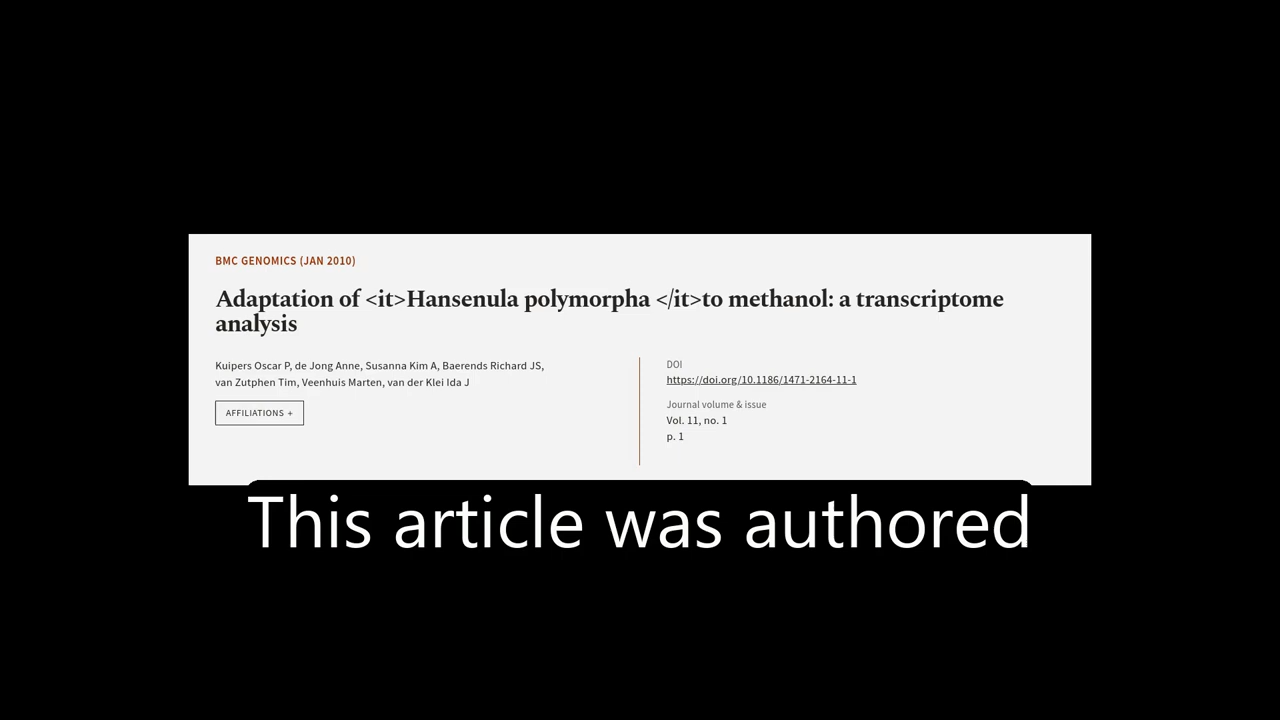 BMC GENOMICS (JAN 2010)
Adaptation of <it>Hansenula polymorpha </it>to methanol: a transcriptome
analysis
Kuipers Oscar P, de Jong Anne, Susanna Kim A, Baerends Richard JS,
van Zutphen Tim, Veenhuis Marten, van der Klei Ida J
AFFILIATIONS +
DOI
https://doi.org/10.1186/1471-2164-11-1
Journal volume & issue
Vol. 11, no. 1
p. 1
This article was authored